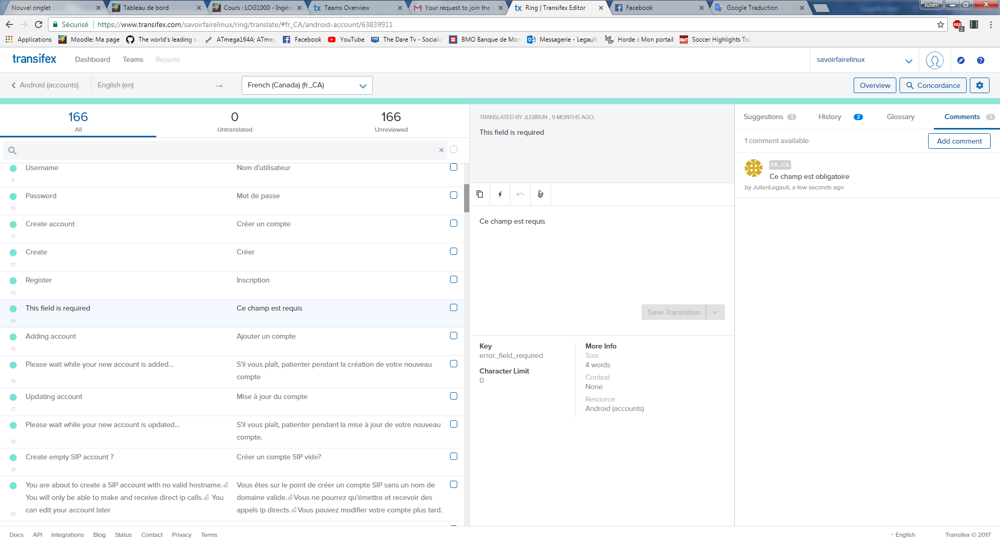 Nouvel onglet
Tableau de bord
Cours : LOG1000 - Ingéni
Teams Overview
Your request to join the
Ring | Transifex Editor
Facebook
Google Traduction
Julien
Sécurisé
https://www.transifex.com/savoirfairelinux/ring/translate/#fr_CA/android-account/63839911
ABP
2
Applications
Moodle: Ma page
The world's leading s
ATmega164A; ATmeg
Facebook
YouTube
The Dare Tv - Socializ
BMO Banque de Mon
Messagerie - Legault
Horde :: Mon portail
Soccer Highlights Tod
transifex
Dashboard
Teams
Reports
savoirfairelinux
Android (accounts)
English (en)
→
French (Canada) (fr_CA)
Overview
Concordance
166
All
0
Untranslated
166
Unreviewed
Username
Nom d'utilisateur
9
Password
Mot de passe
10
Create account
Créer un compte
11
Create
Créer
12
Register
Inscription
13
This field is required
Ce champ est requis
14
Adding account
Ajouter un compte
15
Please wait while your new account is added...
S'il vous plaît, patienter pendant la création de votre nouveau
compte
16
Updating account
Mise à jour du compte
17
Please wait while your new account is updated...
S'il vous plaît, patienter pendant la mise à jour de votre nouveau
compte.
18
Create empty SIP account ?
Créer un compte SIP vide?
19
You are about to create a SIP account with no valid hostname.⏎
You will only be able to make and receive direct ip calls.⏎ You
can edit your account later
Vous êtes sur le point de créer un compte SIP sans un nom de
domaine valide.⏎Vous ne pourrez qu'émettre et recevoir des
appels ip directs.⏎Vous pouvez modifier votre compte plus tard.
20
TRANSLATED BY JLEBRUN , 9 MONTHS AGO.
This field is required
Ce champ est requis
Save Translation
Key
error_field_required
Character Limit
0
More Info
Size
4 words
Context
None
Resource
Android (accounts)
Suggestions 1
History 2
Glossary
Comments 1
1 comment available
Add comment
FR_CA
Ce champ est obligatoire
by JulienLegault, a few seconds ago
Docs
API
Integrations
Blog
Status
Contact
Privacy
Terms
English
Transifex © 2017